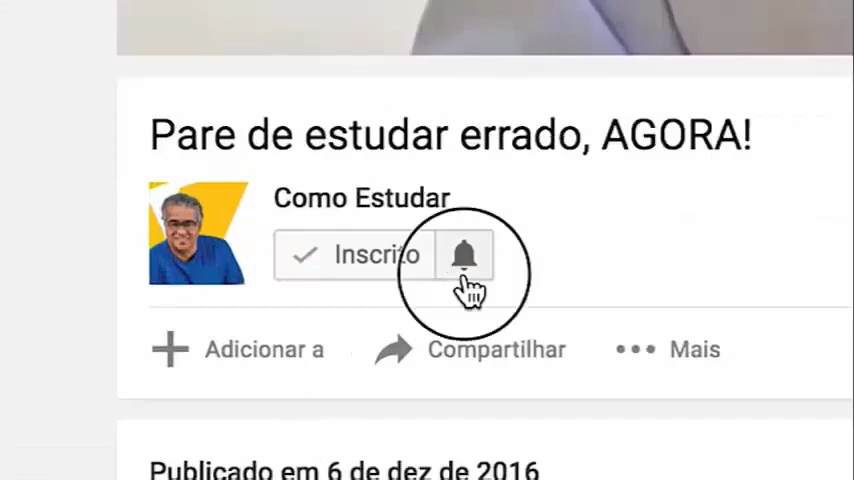 Pare de estudar errado, AGORA!
Como Estudar
Inscrito
Adicionar a
Compartilhar
Mais
Publicado em 6 de dez de 2016